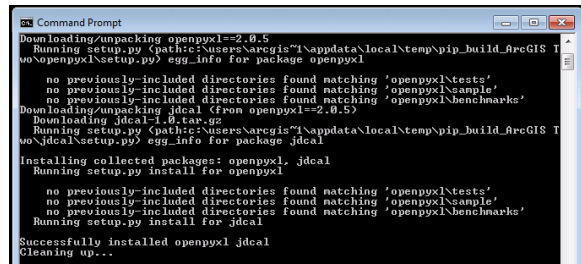 Command Prompt
Downloading/unpacking openpyxl==2.0.5
Running setup.py (path:c:\users\arcgis~1\appdata\local\temp\pip_build_ArcGIS T
wo\openpyxl\setup.py) egg_info for package openpyxl
no previously-included directories found matching 'openpyxl\tests'
no previously-included directories found matching 'openpyxl\sample'
no previously-included directories found matching 'openpyxl\benchmarks'
Downloading/unpacking jdcal (from openpyxl==2.0.5)
Downloading jdcal-1.0.tar.gz
Running setup.py (path:c:\users\arcgis~1\appdata\local\temp\pip_build_ArcGIS T
wo\jdcal\setup.py) egg_info for package jdcal
Installing collected packages: openpyxl, jdcal
Running setup.py install for openpyxl
no previously-included directories found matching 'openpyxl\tests'
no previously-included directories found matching 'openpyxl\sample'
no previously-included directories found matching 'openpyxl\benchmarks'
Running setup.py install for jdcal
Successfully installed openpyxl jdcal
Cleaning up...